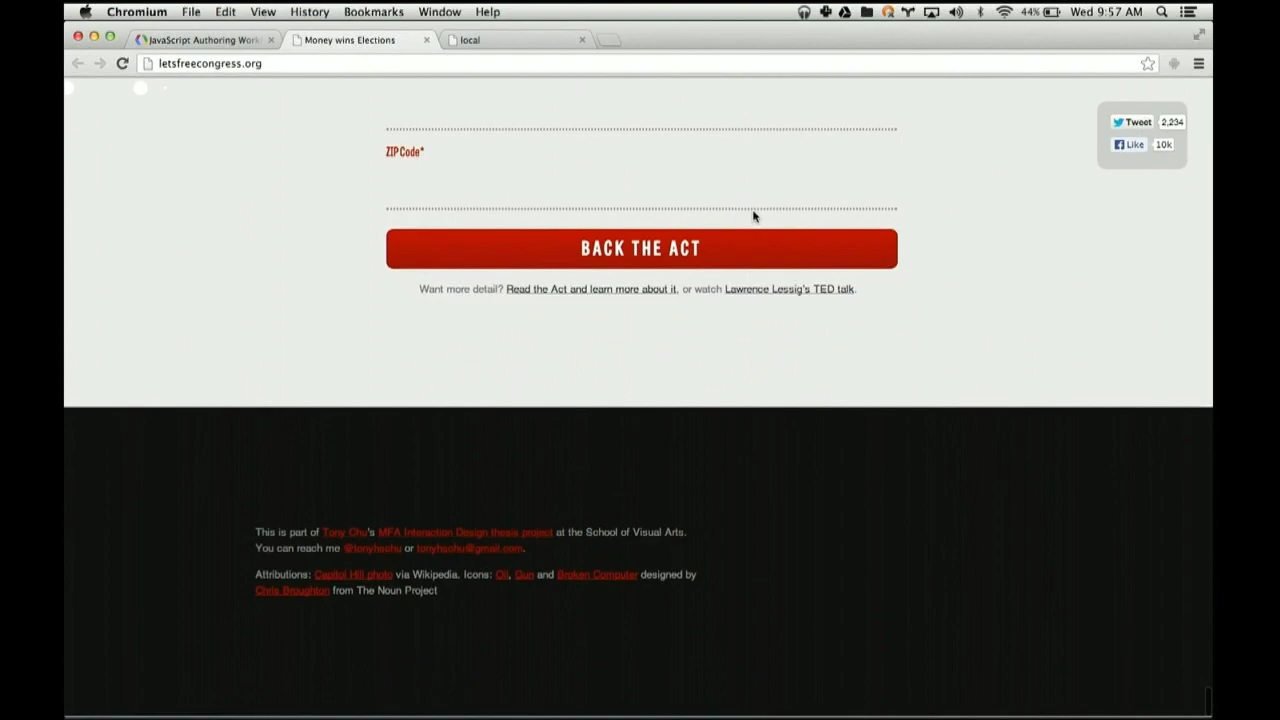 Chromium File Edit View History Bookmarks Window Help 44% Wed 9:57 AM
JavaScript Authoring Work Money wins Elections local
letsfreecongress.org
Tweet 2,234
Like 10k
ZIP Code*
BACK THE ACT
Want more detail? Read the Act and learn more about it, or watch Lawrence Lessig's TED talk.
This is part of Tony Chu's MFA Interaction Design thesis project at the School of Visual Arts.
You can reach me @tonyhschu or tonyhschu@gmail.com.
Attributions: Capitol Hill photo via Wikipedia. Icons: Oil, Gun and Broken Computer designed by
Chris Broughton from The Noun Project